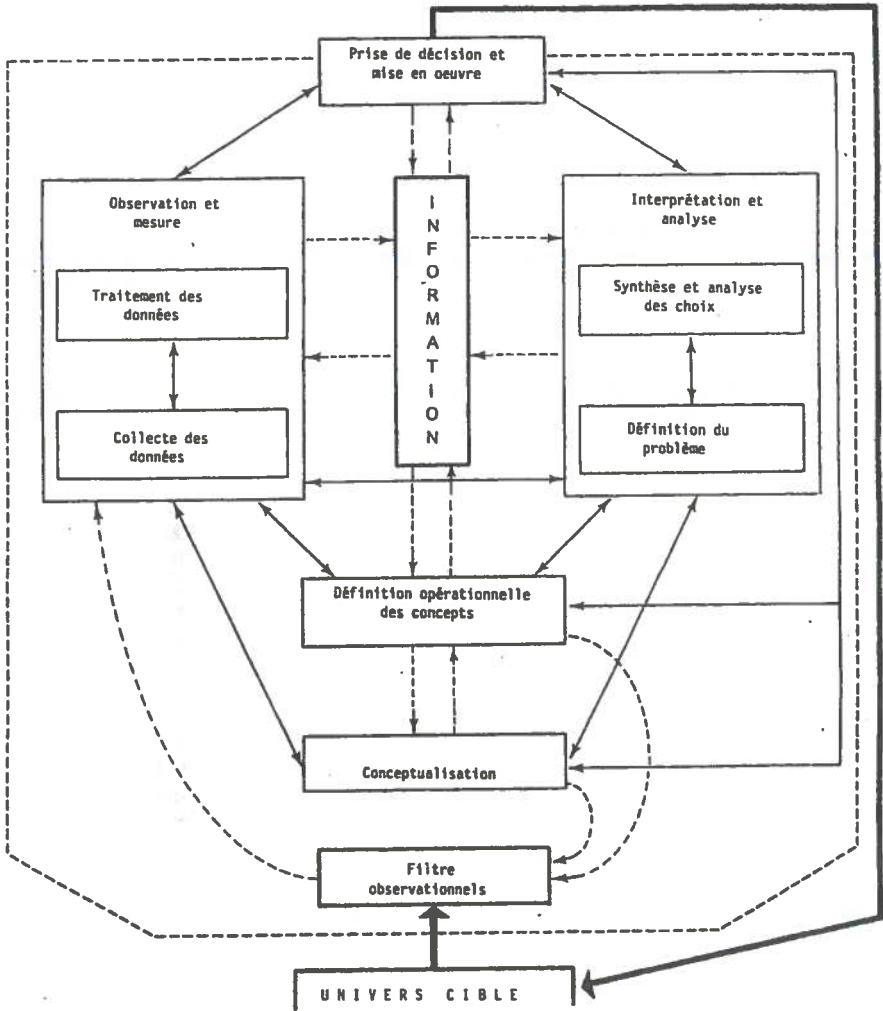 Prise de décision et
mise en oeuvre
Observation et
mesure
Traitement des
données
Collecte des
données
INFORMATION
Interprétation et
analyse
Synthèse et analyse
des choix
Définition du
problème
Définition opérationnelle
des concepts
Conceptualisation
Filtre
observationnels
UNIVERS CIBLE